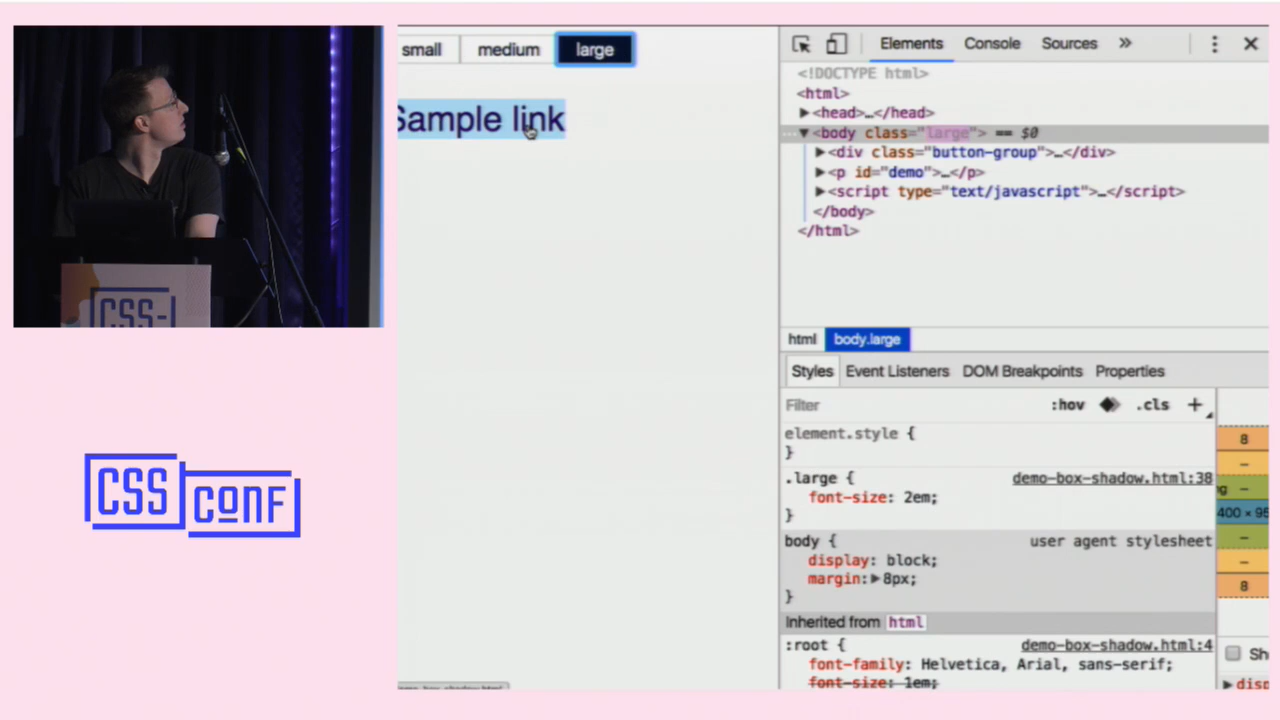 small
medium
large
Sample link
Elements
Console
Sources
<!DOCTYPE html>
<html>
▶<head>…</head>
▼<body class="large"> == $0
▶<div class="button-group">…</div>
▶<p id="demo">…</p>
▶<script type="text/javascript">…</script>
</body>
</html>
html
body.large
Styles
Event Listeners
DOM Breakpoints
Properties
Filter
:hov
.cls
element.style {
}
.large {
demo-box-shadow.html:38
font-size: 2em;
}
body {
user agent stylesheet
display: block;
margin:▶8px;
}
Inherited from html
:root {
demo-box-shadow.html:4
font-family: Helvetica, Arial, sans-serif;
font-size: 1em;
8
–
–
400 × 95
–
–
8
CSS-
CSS
CONF